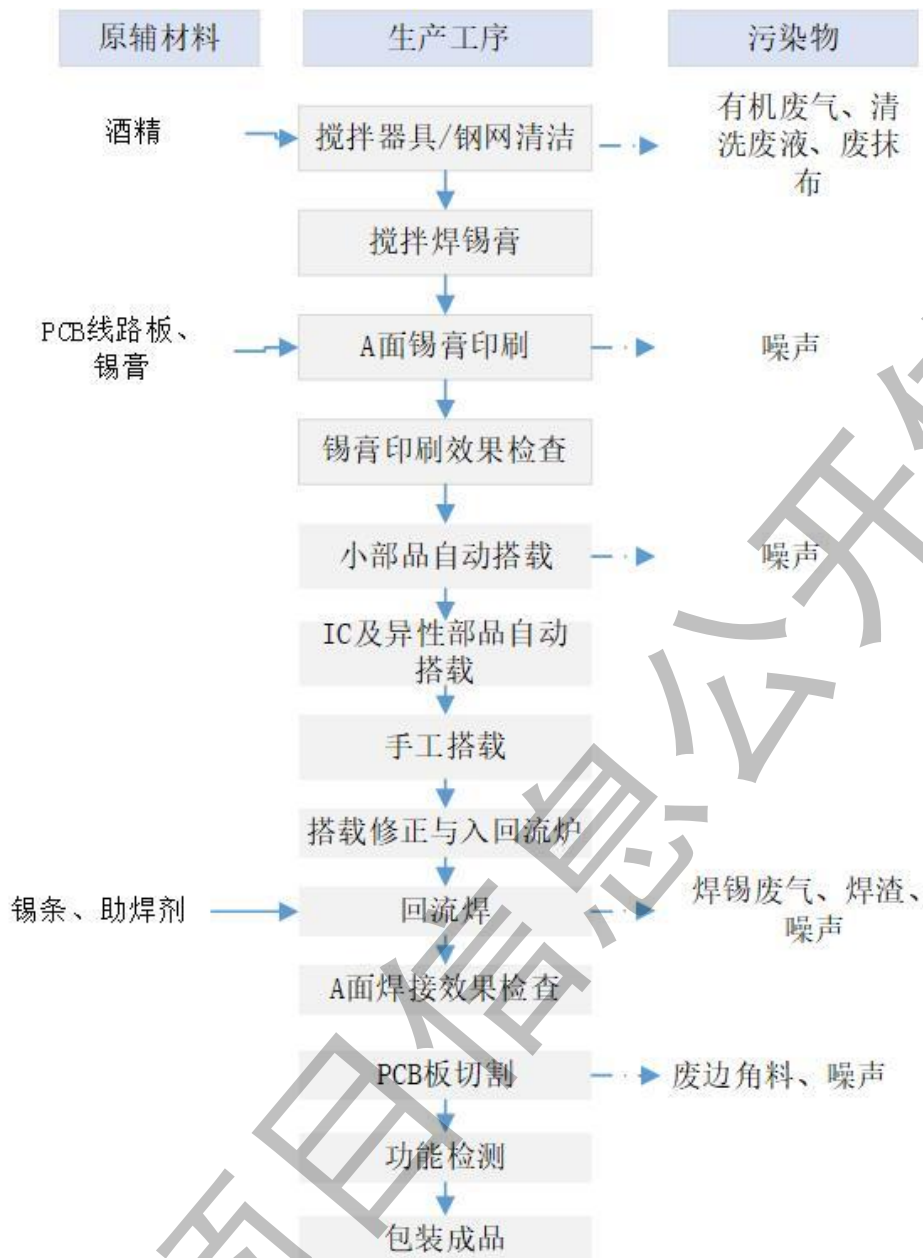 原辅材料
生产工序
污染物
酒精
搅拌器具/钢网清洁
有机废气、清
洗废液、废抹
布
搅拌焊锡膏
PCB线路板、
锡膏
A面锡膏印刷
噪声
锡膏印刷效果检查
小部品自动搭载
噪声
IC及异性部品自动
搭载
手工搭载
搭载修正与入回流炉
锡条、助焊剂
回流焊
焊锡废气、焊渣、
噪声
A面焊接效果检查
PCB板切割
废边角料、噪声
功能检测
包装成品
项目信息公开